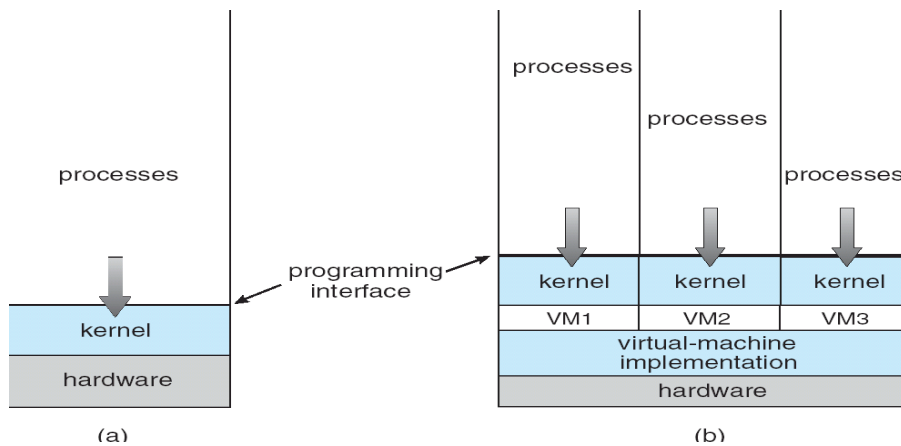 processes
kernel
hardware
(a)
programming
interface
processes
processes
processes
kernel
kernel
kernel
VM1
VM2
VM3
virtual-machine
implementation
hardware
(b)